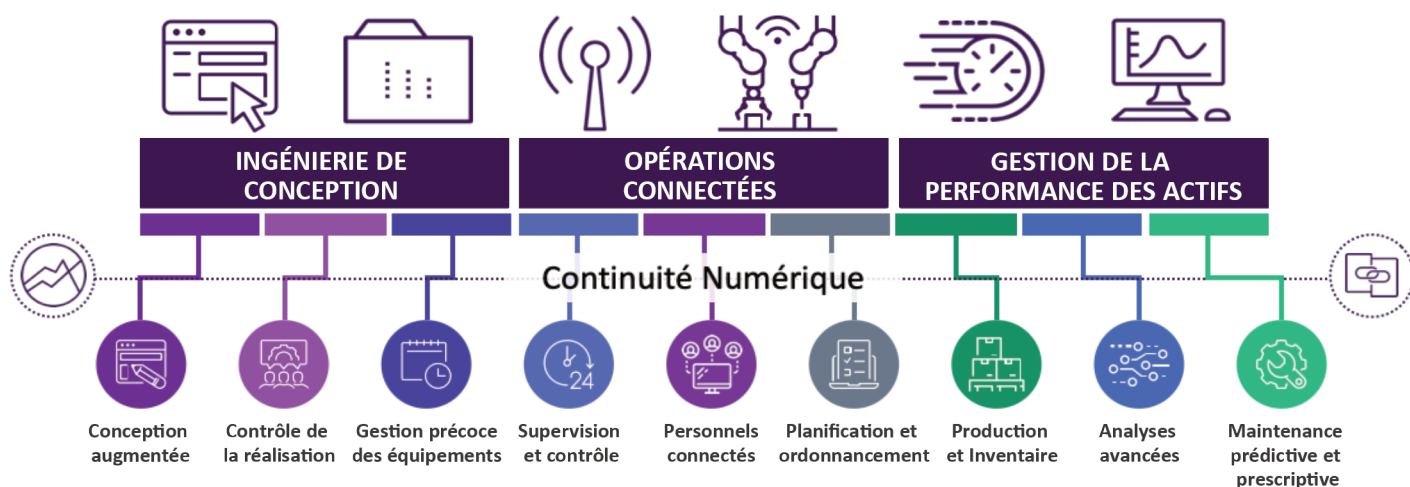 INGÉNIERIE DE
CONCEPTION
OPÉRATIONS
CONNECTÉES
GESTION DE LA
PERFORMANCE DES ACTIFS
Continuité Numérique
24
Conception
augmentée
Contrôle de
la réalisation
Gestion précoce
des équipements
Supervision
et contrôle
Personnels
connectés
Planification et
ordonnancement
Production
et Inventaire
Analyses
avancées
Maintenance
prédictive et
prescriptive